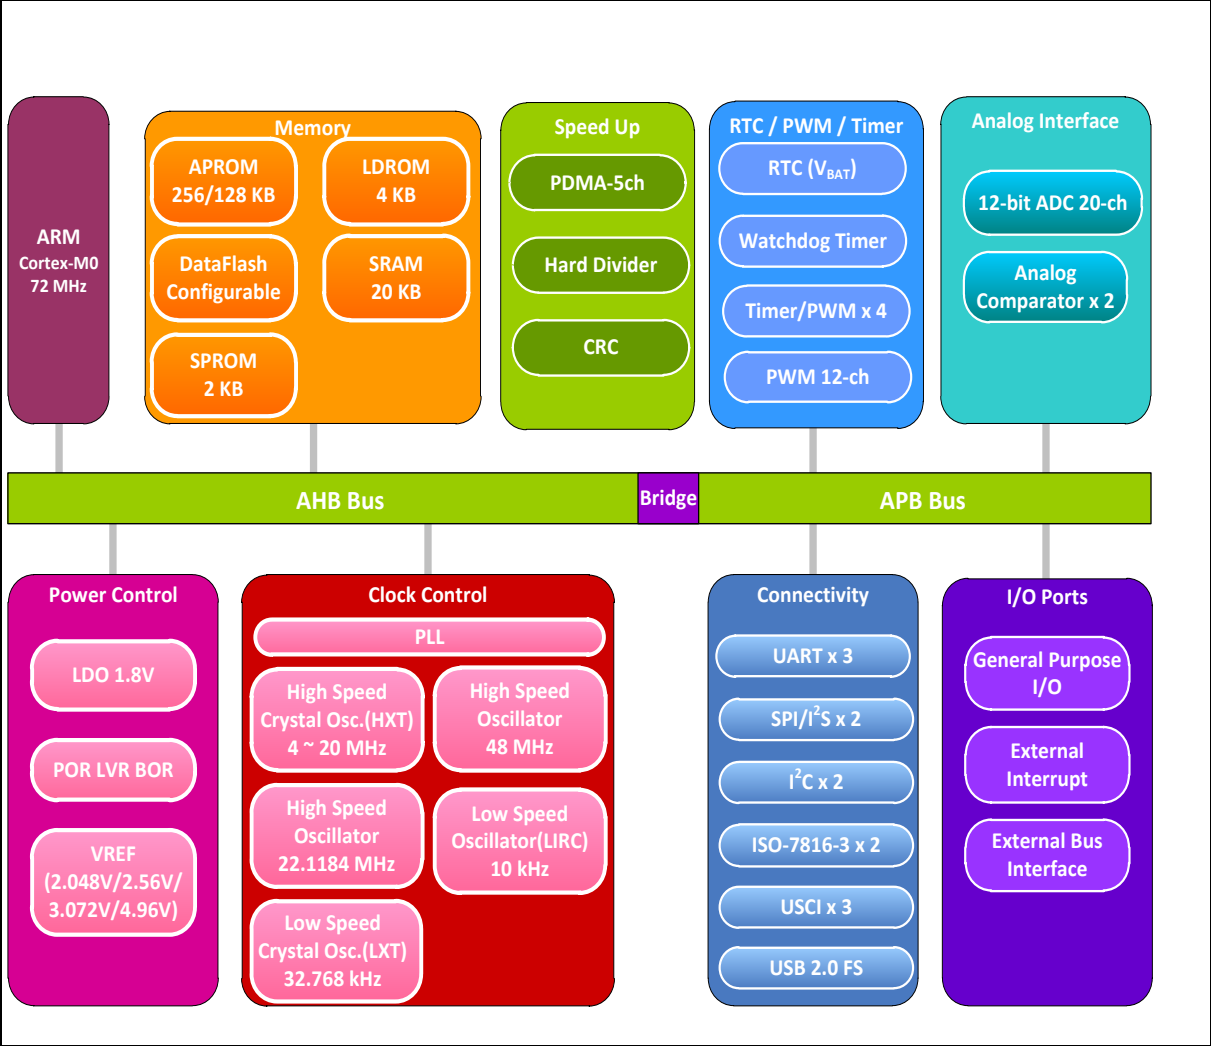 ARM
Cortex-M0
72 MHz
Memory
APROM
256/128 KB
LDROM
4 KB
DataFlash
Configurable
SRAM
20 KB
SPROM
2 KB
Speed Up
PDMA-5ch
Hard Divider
CRC
RTC / PWM / Timer
RTC (VBAT)
Watchdog Timer
Timer/PWM x 4
PWM 12-ch
Analog Interface
12-bit ADC 20-ch
Analog
Comparator x 2
AHB Bus
Bridge
APB Bus
Power Control
LDO 1.8V
POR LVR BOR
VREF
(2.048V/2.56V/
3.072V/4.96V)
Clock Control
PLL
High Speed
Crystal Osc.(HXT)
4 ~ 20 MHz
High Speed
Oscillator
48 MHz
High Speed
Oscillator
22.1184 MHz
Low Speed
Oscillator(LIRC)
10 kHz
Low Speed
Crystal Osc.(LXT)
32.768 kHz
Connectivity
UART x 3
SPI/I²S x 2
I²C x 2
ISO-7816-3 x 2
USCI x 3
USB 2.0 FS
I/O Ports
General Purpose
I/O
External
Interrupt
External Bus
Interface